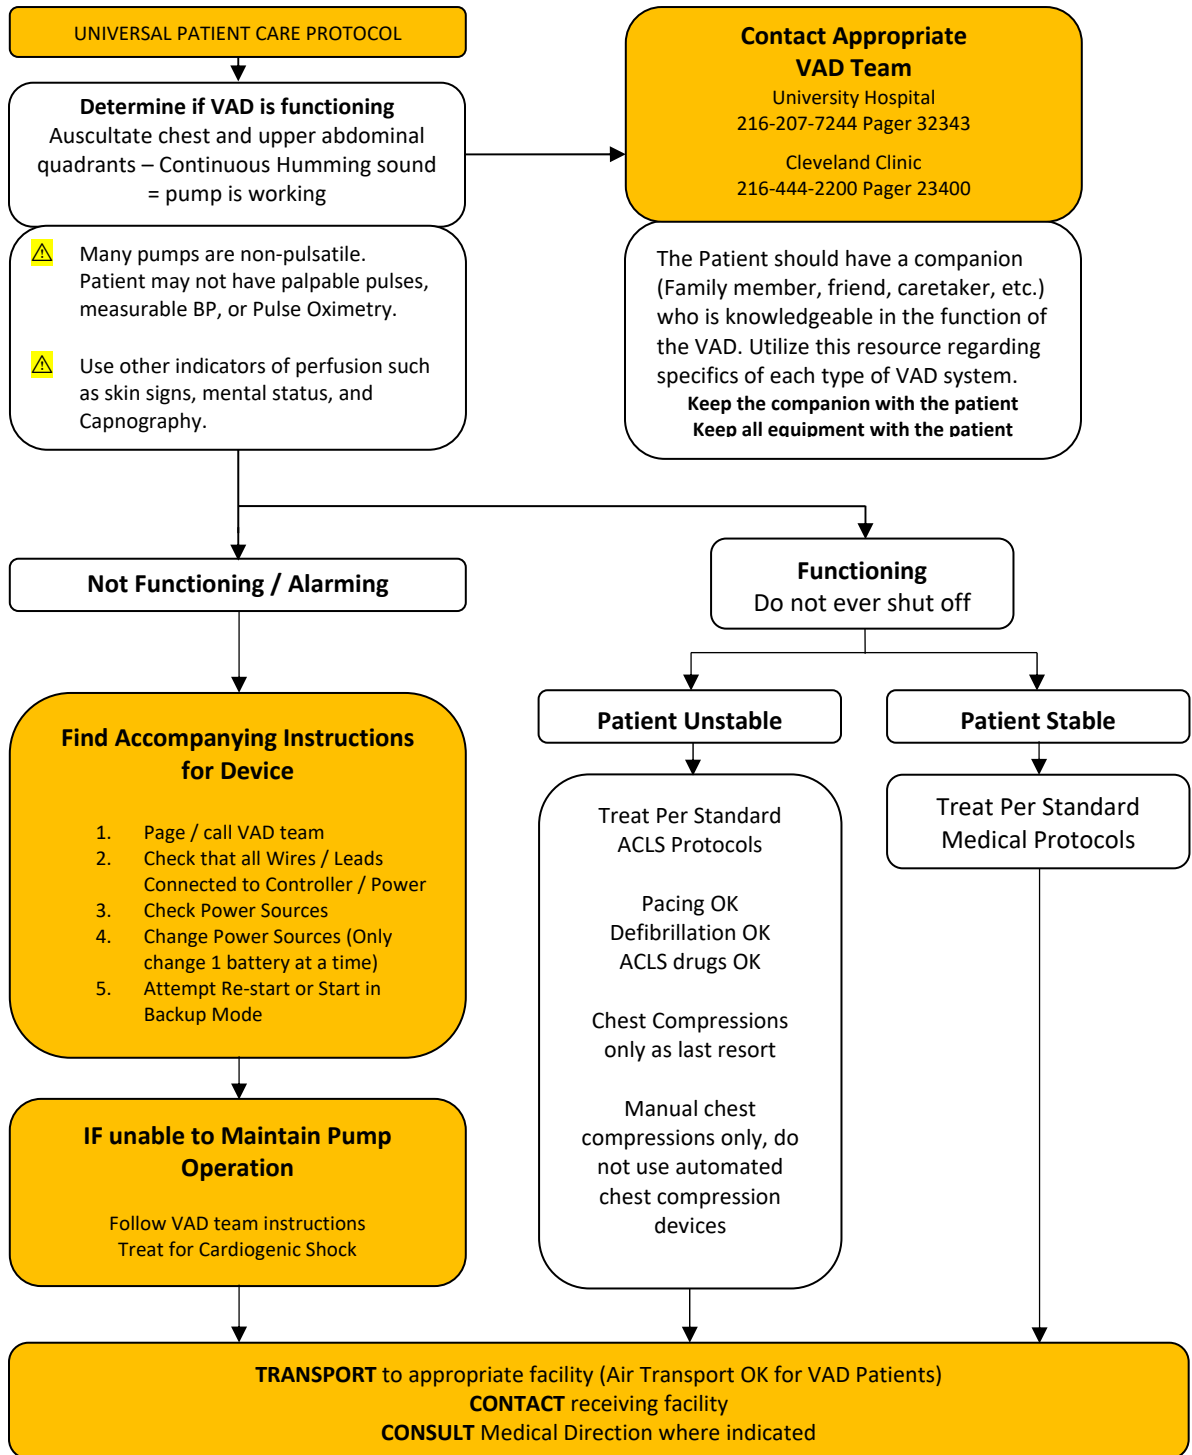 UNIVERSAL PATIENT CARE PROTOCOL
Determine if VAD is functioning
Auscultate chest and upper abdominal
quadrants – Continuous Humming sound
= pump is working
Contact Appropriate
VAD Team
University Hospital
216-207-7244 Pager 32343
Cleveland Clinic
216-444-2200 Pager 23400
Many pumps are non-pulsatile.
Patient may not have palpable pulses,
measurable BP, or Pulse Oximetry.
Use other indicators of perfusion such
as skin signs, mental status, and
Capnography.
The Patient should have a companion
(Family member, friend, caretaker, etc.)
who is knowledgeable in the function of
the VAD. Utilize this resource regarding
specifics of each type of VAD system.
Keep the companion with the patient
Keep all equipment with the patient
Not Functioning / Alarming
Functioning
Do not ever shut off
Find Accompanying Instructions
for Device
1. Page / call VAD team
2. Check that all Wires / Leads
Connected to Controller / Power
3. Check Power Sources
4. Change Power Sources (Only
change 1 battery at a time)
5. Attempt Re-start or Start in
Backup Mode
IF unable to Maintain Pump
Operation
Follow VAD team instructions
Treat for Cardiogenic Shock
Patient Unstable
Treat Per Standard
ACLS Protocols
Pacing OK
Defibrillation OK
ACLS drugs OK
Chest Compressions
only as last resort
Manual chest
compressions only, do
not use automated
chest compression
devices
Patient Stable
Treat Per Standard
Medical Protocols
TRANSPORT to appropriate facility (Air Transport OK for VAD Patients)
CONTACT receiving facility
CONSULT Medical Direction where indicated